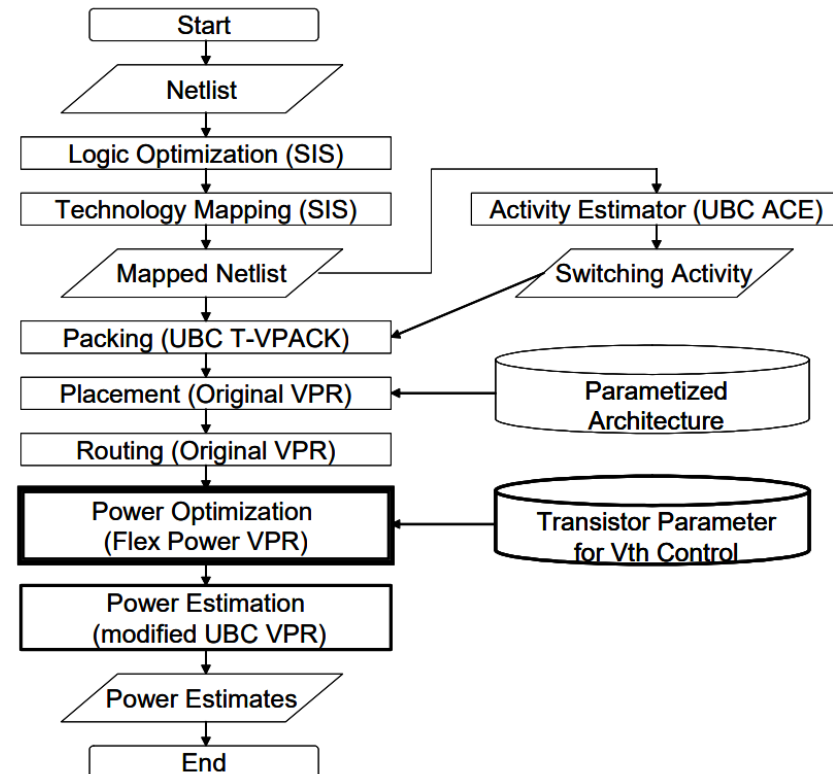 Start
Netlist
Logic Optimization (SIS)
Technology Mapping (SIS)
Activity Estimator (UBC ACE)
Mapped Netlist
Switching Activity
Packing (UBC T-VPACK)
Placement (Original VPR)
Parametized
Architecture
Routing (Original VPR)
Power Optimization
(Flex Power VPR)
Transistor Parameter
for Vth Control
Power Estimation
(modified UBC VPR)
Power Estimates
End